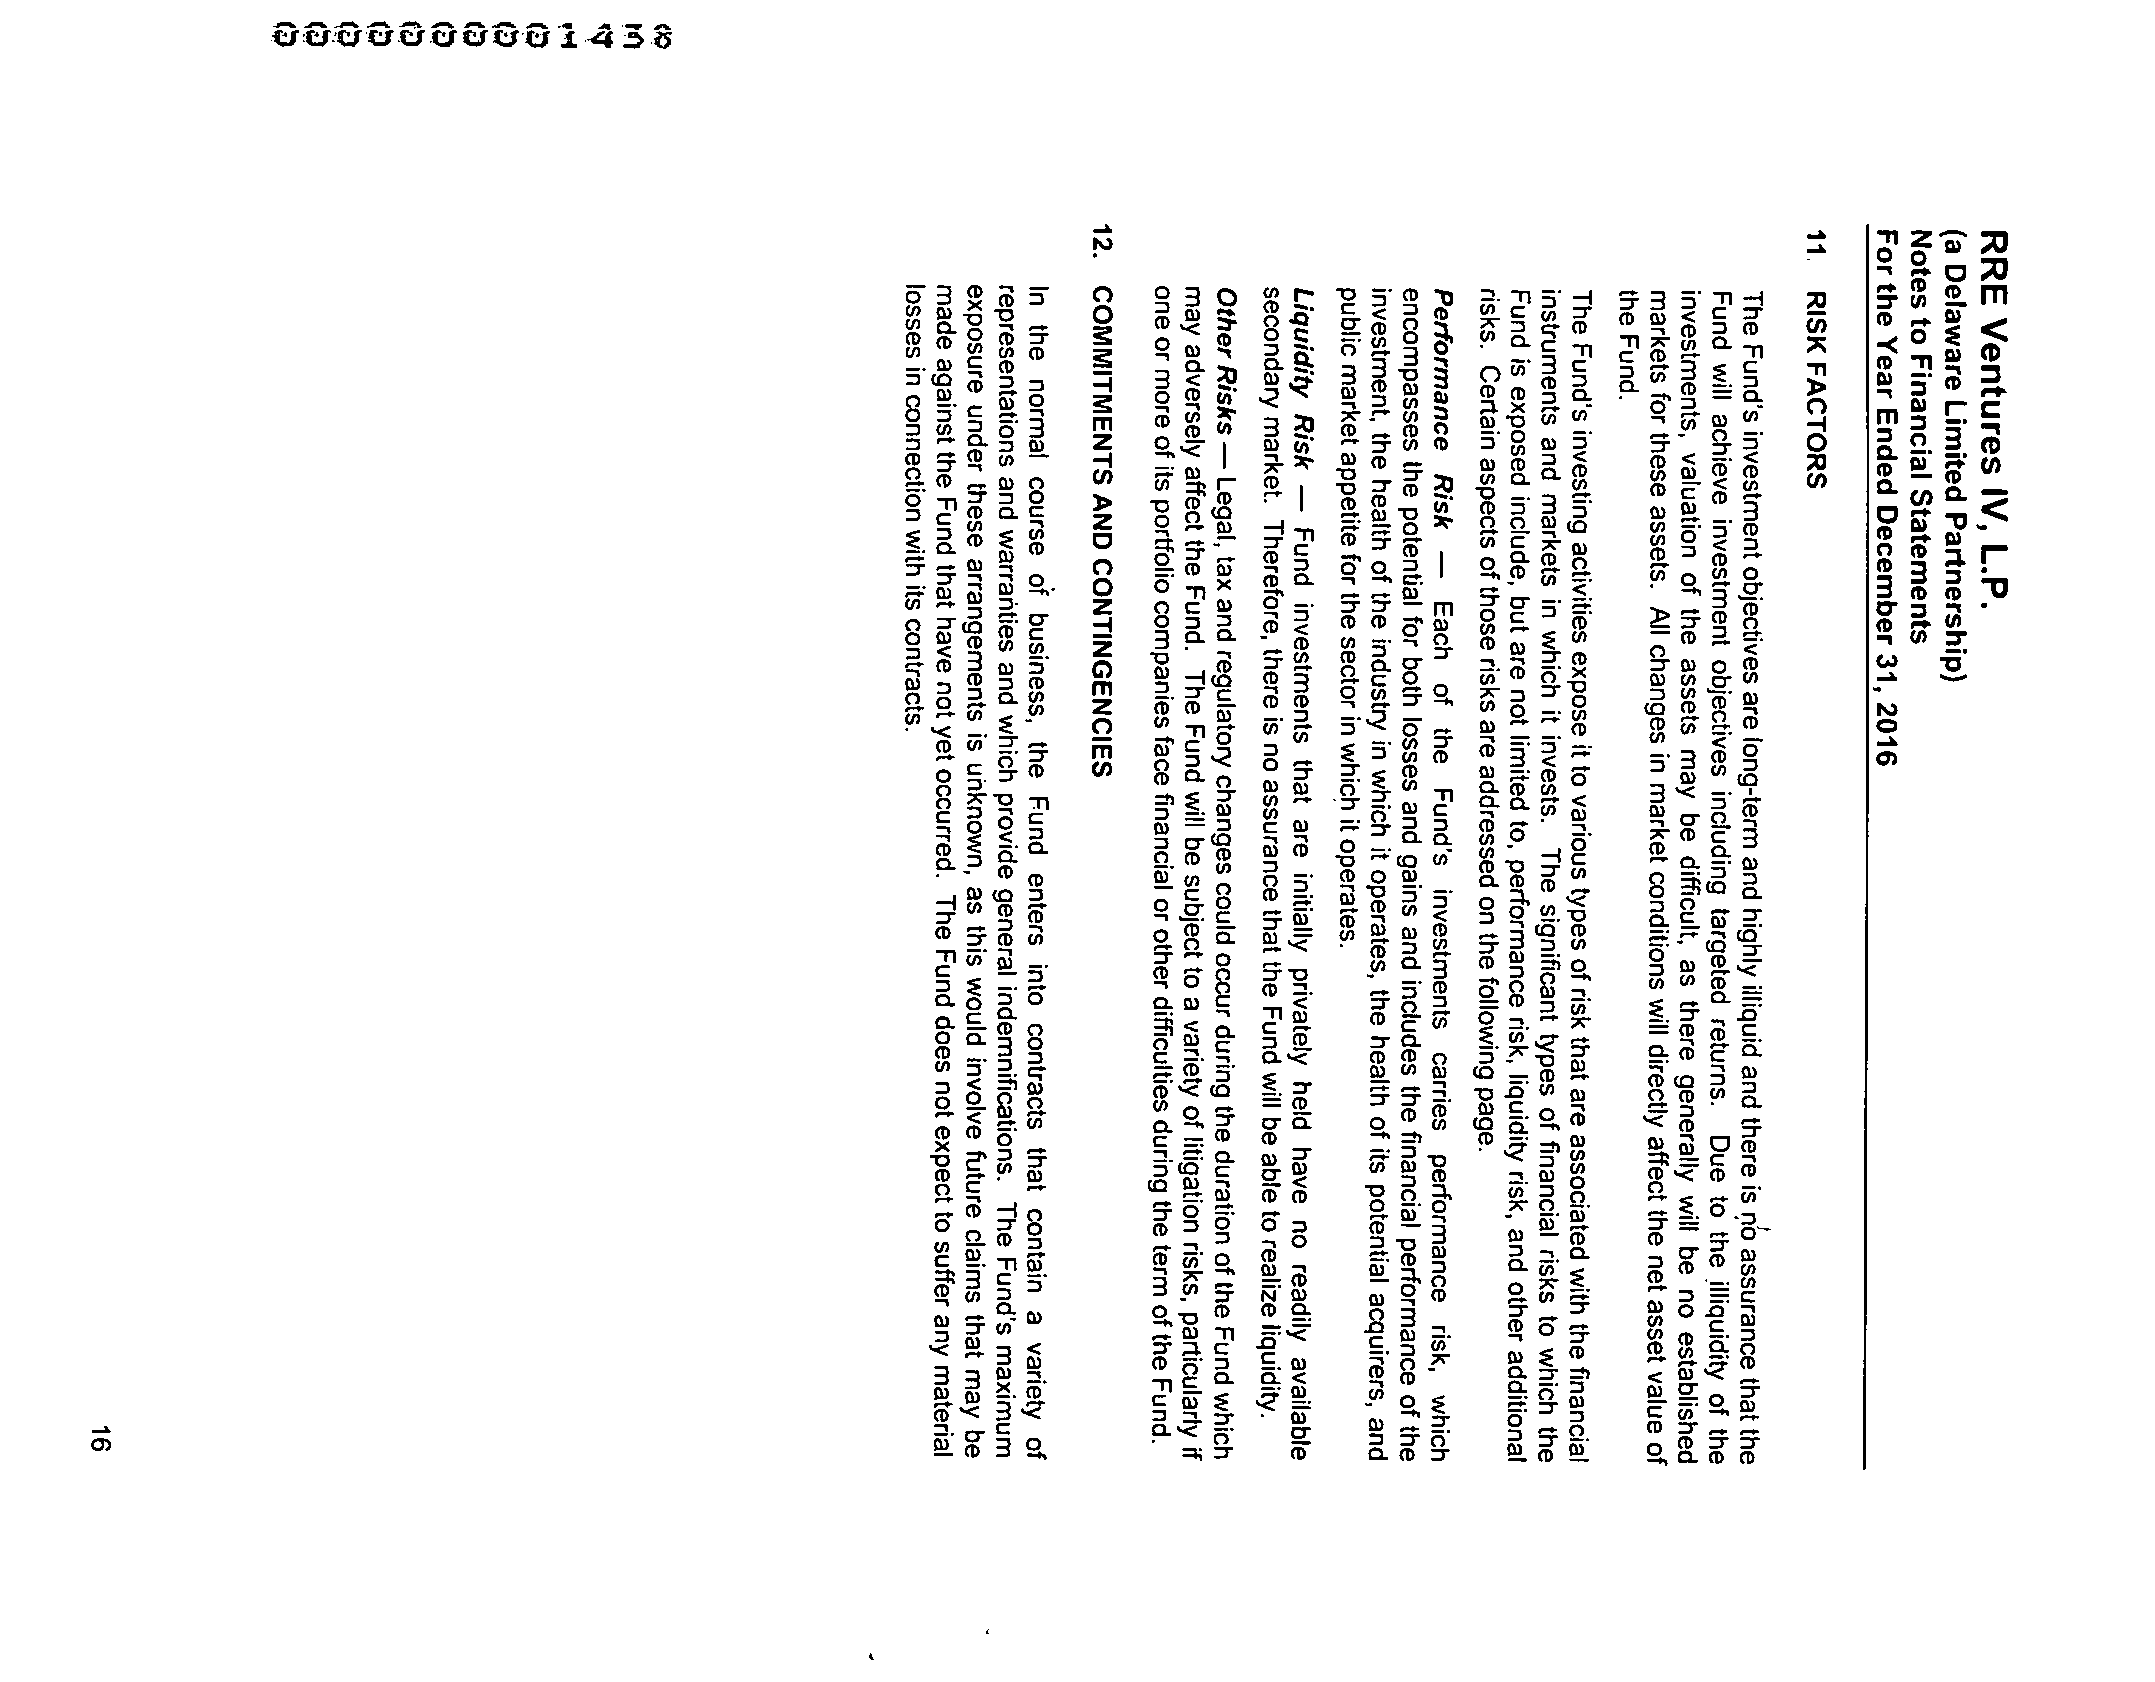 RRE Ventures IV, L.P.
(a Delaware Limited Partnership)
Notes to Financial Statements
For the Year Ended December 31, 2016
11. RISK FACTORS
The Fund's investment objectives are long-term and highly illiquid and there is no assurance that the
Fund will achieve investment objectives including targeted returns. Due to the illiquidity of the
investments, valuation of the assets may be difficult, as there generally will be no established
markets for these assets. All changes in market conditions will directly affect the net asset value of
the Fund.
The Fund's investing activities expose it to various types of risk that are associated with the financial
instruments and markets in which it invests. The significant types of financial risks to which the
Fund is exposed include, but are not limited to, performance risk, liquidity risk, and other additional
risks. Certain aspects of those risks are addressed on the following page.
Performance Risk — Each of the Fund's investments carries performance risk, which
encompasses the potential for both losses and gains and includes the financial performance of the
investment, the health of the industry in which it operates, the health of its potential acquirers, and
public market appetite for the sector in which it operates.
Liquidity Risk — Fund investments that are initially privately held have no readily available
secondary market. Therefore, there is no assurance that the Fund will be able to realize liquidity.
Other Risks — Legal, tax and regulatory changes could occur during the duration of the Fund which
may adversely affect the Fund. The Fund will be subject to a variety of litigation risks, particularly if
one or more of its portfolio companies face financial or other difficulties during the term of the Fund.
12. COMMITMENTS AND CONTINGENCIES
In the normal course of business, the Fund enters into contracts that contain a variety of
representations and warranties and which provide general indemnifications. The Fund's maximum
exposure under these arrangements is unknown, as this would involve future claims that may be
made against the Fund that have not yet occurred. The Fund does not expect to suffer any material
losses in connection with its contracts.
16
0000000001438